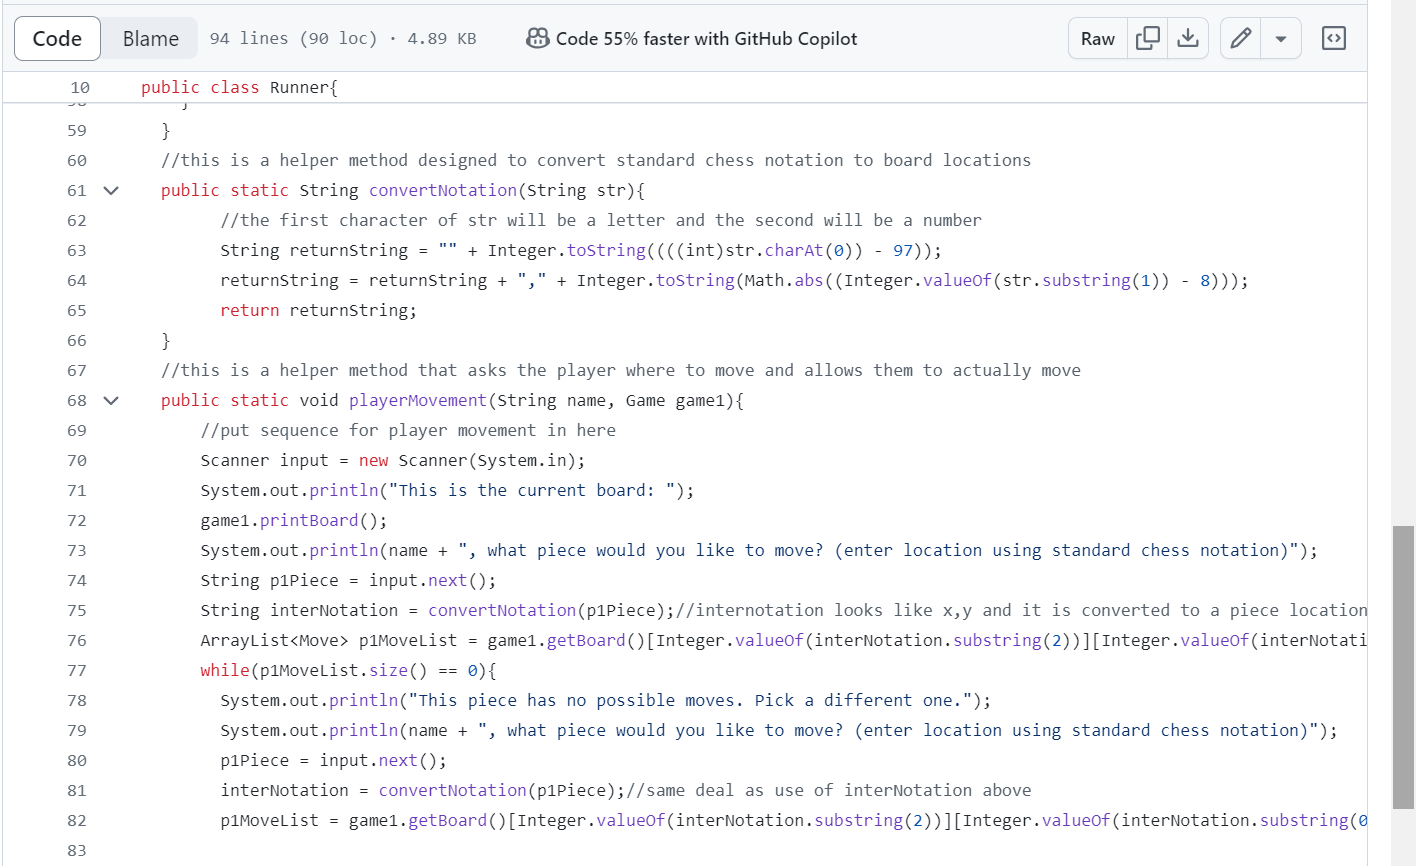 Code Blame 94 lines (90 loc) · 4.89 KB Code 55% faster with GitHub Copilot Raw
10 public class Runner{
59 }
60 //this is a helper method designed to convert standard chess notation to board locations
61 public static String convertNotation(String str){
62 //the first character of str will be a letter and the second will be a number
63 String returnString = "" + Integer.toString((((int)str.charAt(0)) - 97));
64 returnString = returnString + "," + Integer.toString(Math.abs((Integer.valueOf(str.substring(1)) - 8)));
65 return returnString;
66 }
67 //this is a helper method that asks the player where to move and allows them to actually move
68 public static void playerMovement(String name, Game game1){
69 //put sequence for player movement in here
70 Scanner input = new Scanner(System.in);
71 System.out.println("This is the current board: ");
72 game1.printBoard();
73 System.out.println(name + ", what piece would you like to move? (enter location using standard chess notation)");
74 String p1Piece = input.next();
75 String interNotation = convertNotation(p1Piece);//internotation looks like x,y and it is converted to a piece location
76 ArrayList<Move> p1MoveList = game1.getBoard()[Integer.valueOf(interNotation.substring(2))][Integer.valueOf(interNotati
77 while(p1MoveList.size() == 0){
78 System.out.println("This piece has no possible moves. Pick a different one.");
79 System.out.println(name + ", what piece would you like to move? (enter location using standard chess notation)");
80 p1Piece = input.next();
81 interNotation = convertNotation(p1Piece);//same deal as use of interNotation above
82 p1MoveList = game1.getBoard()[Integer.valueOf(interNotation.substring(2))][Integer.valueOf(interNotation.substring(0
83